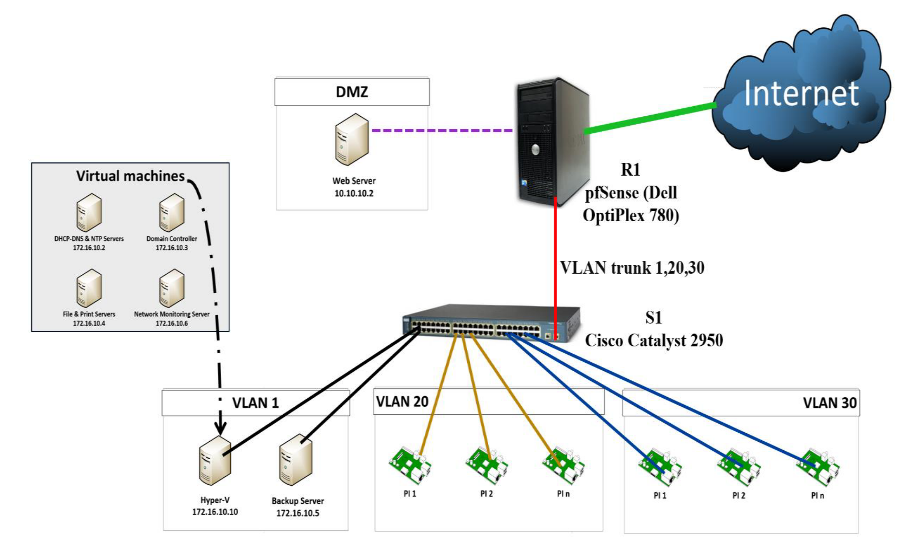 Internet
DMZ
Web Server
10.10.10.2
R1
pfSense (Dell
OptiPlex 780)
Virtual machines
DHCP-DNS & NTP Servers
172.16.10.2
Domain Controller
172.16.10.3
File & Print Servers
172.16.10.4
Network Monitoring Server
172.16.10.6
VLAN trunk 1,20,30
S1
Cisco Catalyst 2950
VLAN 1
Hyper-V
172.16.10.10
Backup Server
172.16.10.5
VLAN 20
PI 1
PI 2
PI n
VLAN 30
PI 1
PI 2
PI n